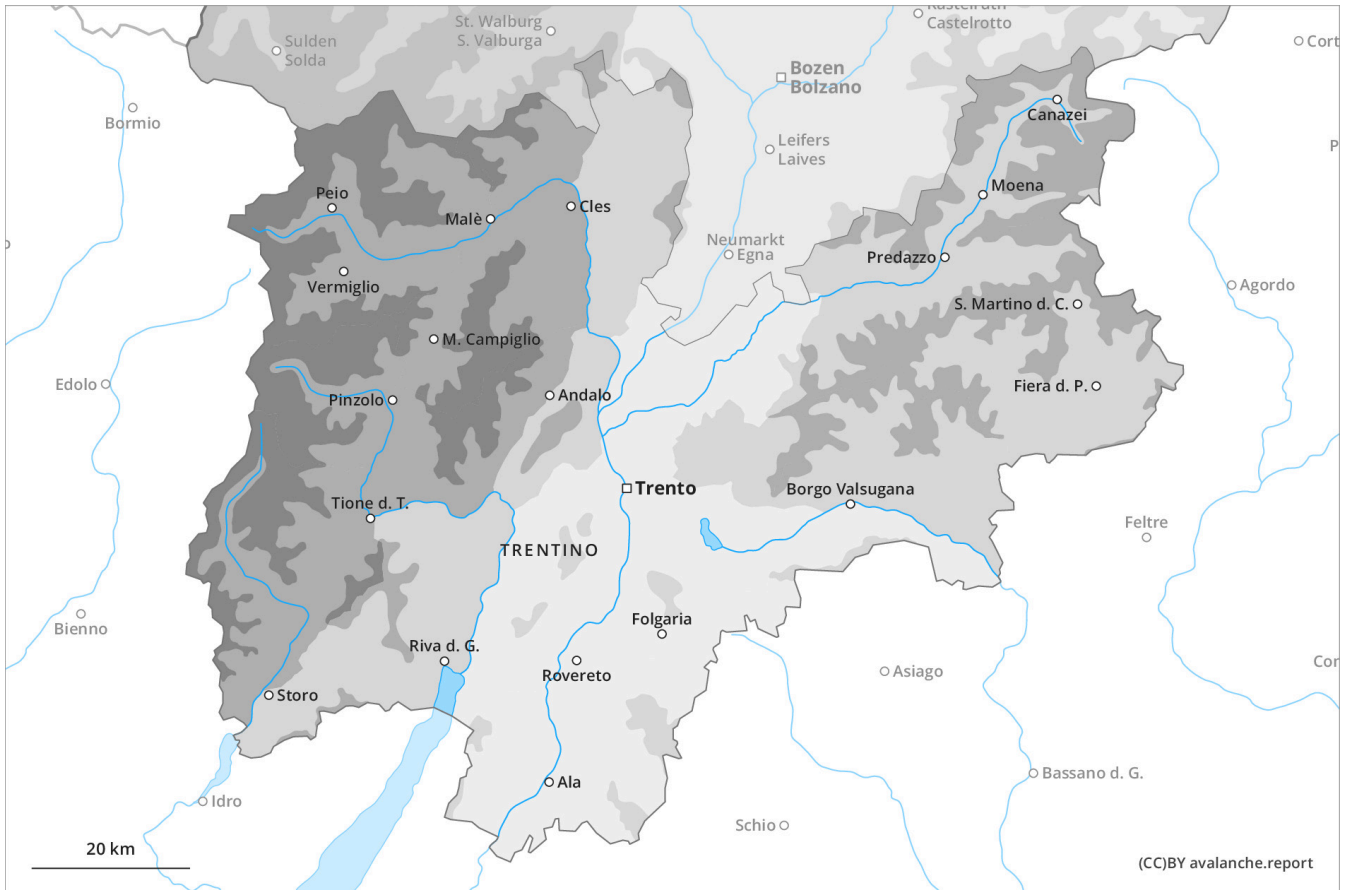 St. Walburg
S. Valburga
Kastelruth
Castelrotto
Sulden
Solda
Cort
Bozen
Bolzano
Bormio
Canazei
Leifers
Laives
P
Peio
Moena
Malè
Cles
Neumarkt
Egna
Predazzo
Vermiglio
Agordo
S. Martino d. C.
M. Campiglio
Edolo
Fiera d. P.
Pinzolo
Andalo
Trento
Borgo Valsugana
Tione d. T.
Feltre
TRENTINO
Bienno
Folgaria
Riva d. G.
Rovereto
Asiago
Cor
Storo
Ala
Bassano d. G.
Idro
Schio
20 km
(CC)BY avalanche.report